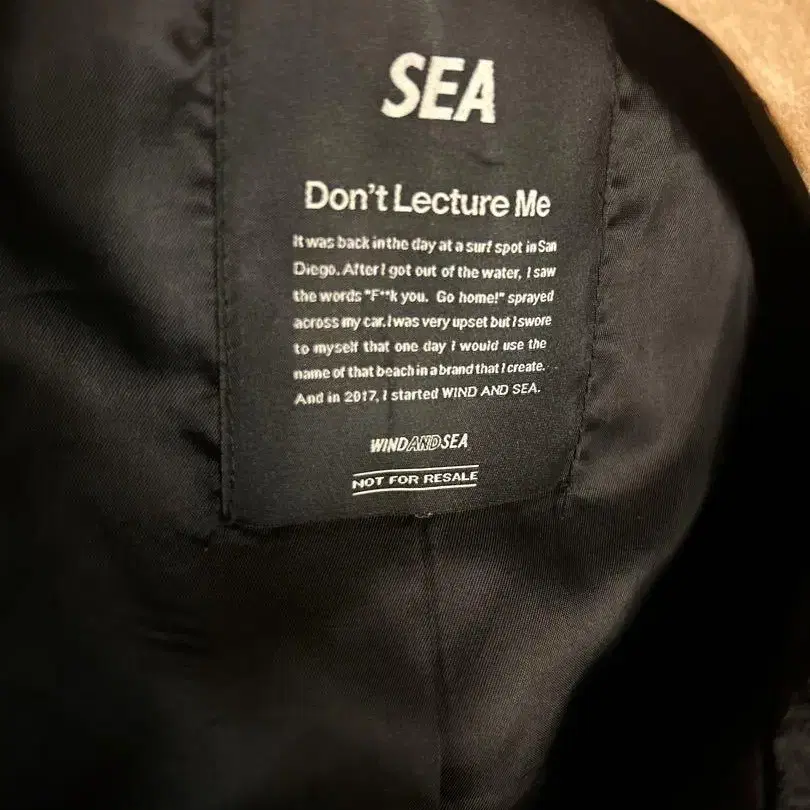 SEA
Don't Lecture Me
It was back in the day at a surf spot in San
Diego. After I got out of the water, I saw
the words "F**k you. Go home!" sprayed
across my car. I was very upset but I swore
to myself that one day I would use the
name of that beach in a brand that I create.
And in 2017, I started WIND AND SEA.
WIND AND SEA
NOT FOR RESALE